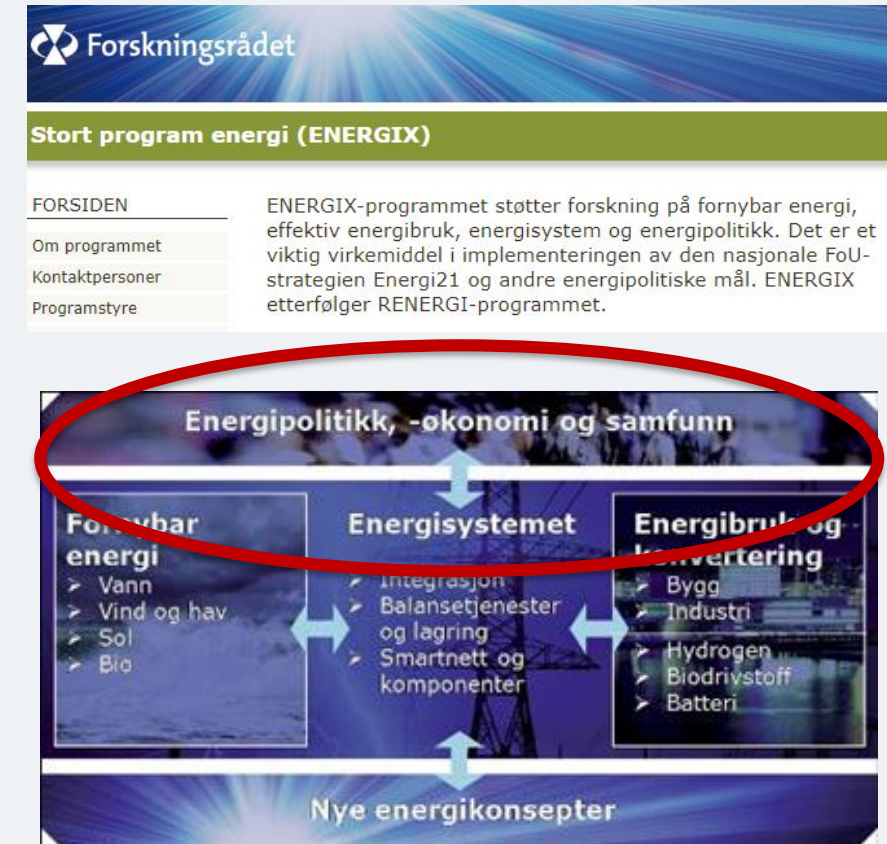 Forskningsrådet
Stort program energi (ENERGIX)
FORSIDEN
Om programmet
Kontaktpersoner
Programstyre
ENERGIX-programmet støtter forskning på fornybar energi,
effektiv energibruk, energisystem og energipolitikk. Det er et
viktig virkemiddel i implementeringen av den nasjonale FoU-
strategien Energi21 og andre energipolitiske mål. ENERGIX
etterfølger RENERGI-programmet.
Energipolitikk, -økonomi og samfunn
Fornybar
energi
➢ Vann
➢ Vind og hav
➢ Sol
➢ Bio
Energisystemet
➢ Integrasjon
➢ Balansetjenester
og lagring
➢ Smartnett og
komponenter
Energibruk og
konvertering
➢ Bygg
➢ Industri
➢ Hydrogen
➢ Biodrivstoff
➢ Batteri
Nye energikonsepter